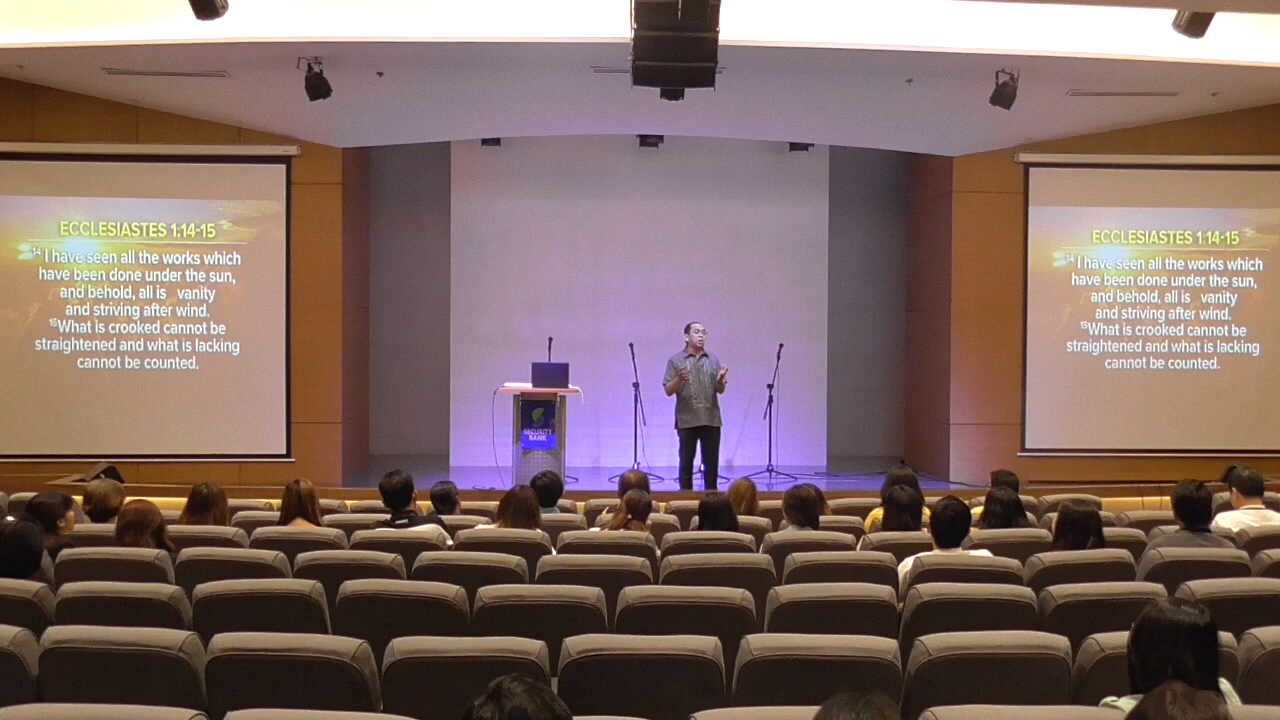 ECCLESIASTES 1:14-15
14 I have seen all the works which
have been done under the sun,
and behold, all is vanity
and striving after wind.
15What is crooked cannot be
straightened and what is lacking
cannot be counted.
SECURITY
BANK
ECCLESIASTES 1:14-15
14 I have seen all the works which
have been done under the sun,
and behold, all is vanity
and striving after wind.
15What is crooked cannot be
straightened and what is lacking
cannot be counted.